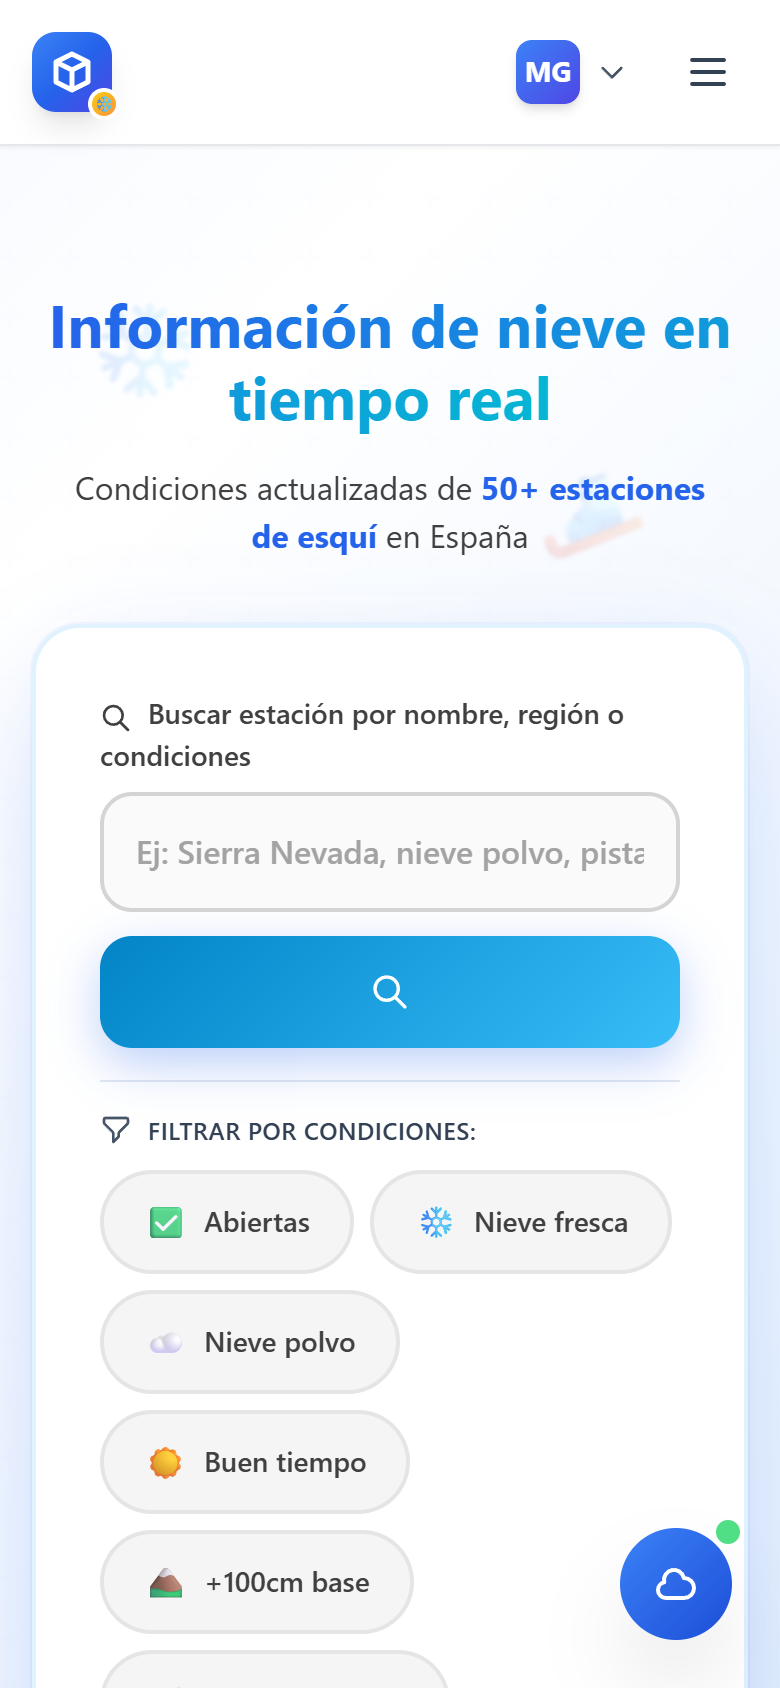 MG
Información de nieve en
tiempo real
Condiciones actualizadas de 50+ estaciones
de esquí en España
Buscar estación por nombre, región o
condiciones
Ej: Sierra Nevada, nieve polvo, pista
FILTRAR POR CONDICIONES:
Abiertas
Nieve fresca
Nieve polvo
Buen tiempo
+100cm base